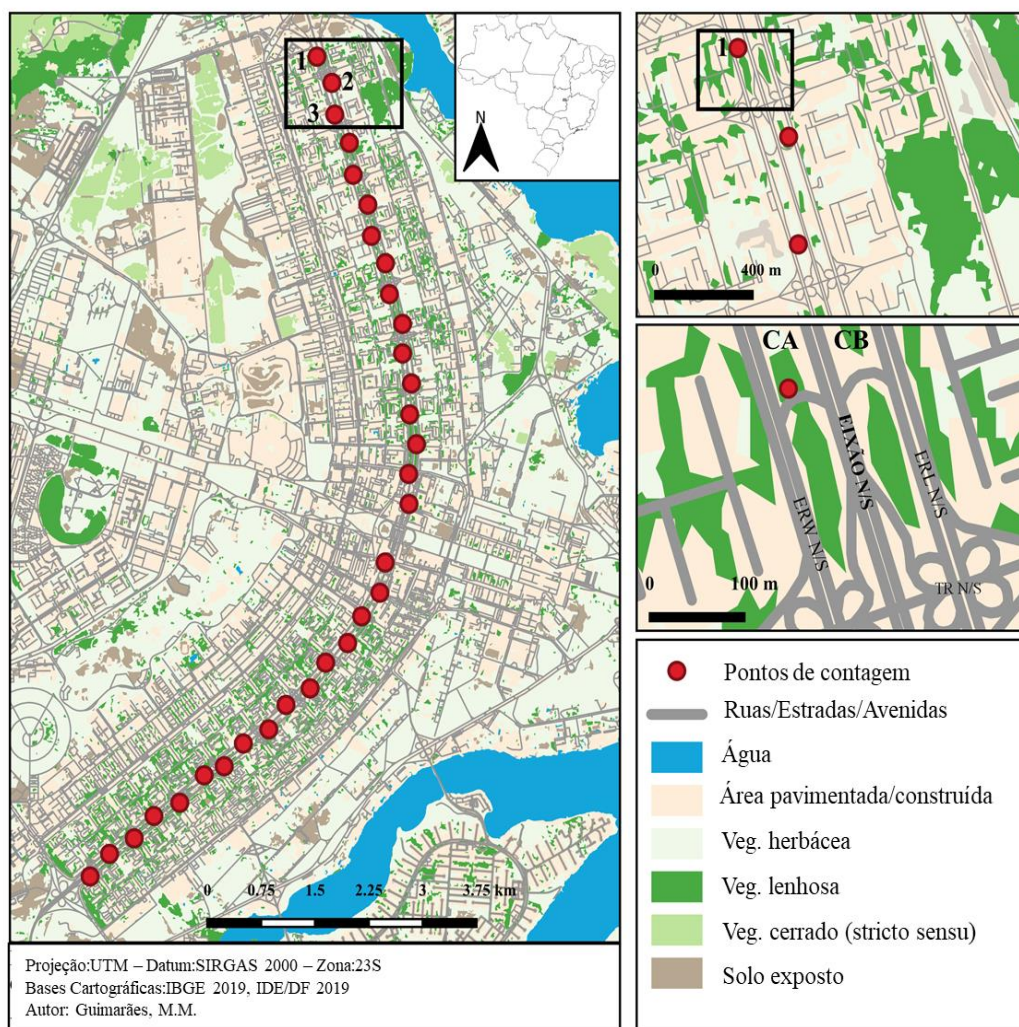 1
2
3
N
0 0.75 1.5 2.25 3 3.75 km
Projeção:UTM – Datum:SIRGAS 2000 – Zona:23S
Bases Cartográficas:IBGE 2019, IDE/DF 2019
Autor: Guimarães, M.M.
1
0 400 m
CA CB
EIXÃO N/S
ERL N/S
ERW N/S
TR N/S
0 100 m
Pontos de contagem
Ruas/Estradas/Avenidas
Água
Área pavimentada/construída
Veg. herbácea
Veg. lenhosa
Veg. cerrado (stricto sensu)
Solo exposto